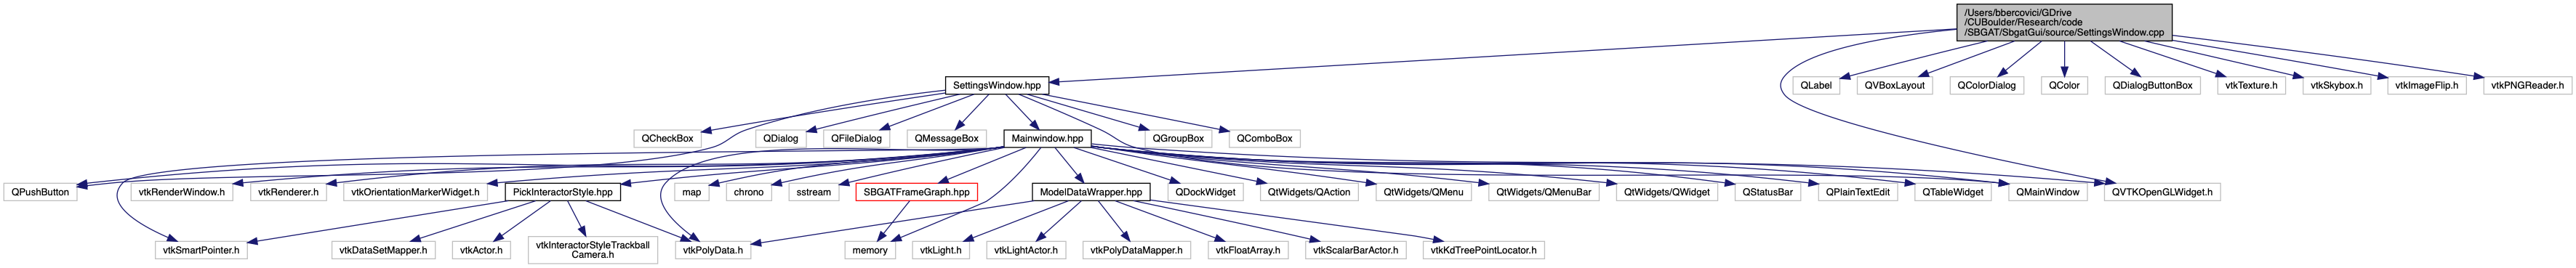 /Users/bbercovici/GDrive
/CUBoulder/Research/code
/SBGAT/SbgatGui/source/SettingsWindow.cpp
SettingsWindow.hpp
QLabel
QVBoxLayout
QColorDialog
QColor
QDialogButtonBox
vtkTexture.h
vtkSkybox.h
vtkImageFlip.h
vtkPNGReader.h
QCheckBox
QDialog
QFileDialog
QMessageBox
Mainwindow.hpp
QGroupBox
QComboBox
QPushButton
vtkRenderWindow.h
vtkRenderer.h
vtkOrientationMarkerWidget.h
PickInteractorStyle.hpp
map
chrono
sstream
SBGATFrameGraph.hpp
ModelDataWrapper.hpp
QDockWidget
QtWidgets/QAction
QtWidgets/QMenu
QtWidgets/QMenuBar
QtWidgets/QWidget
QStatusBar
QPlainTextEdit
QTableWidget
QMainWindow
QVTKOpenGLWidget.h
vtkSmartPointer.h
vtkDataSetMapper.h
vtkActor.h
vtkInteractorStyleTrackball
Camera.h
vtkPolyData.h
memory
vtkLight.h
vtkLightActor.h
vtkPolyDataMapper.h
vtkFloatArray.h
vtkScalarBarActor.h
vtkKdTreePointLocator.h